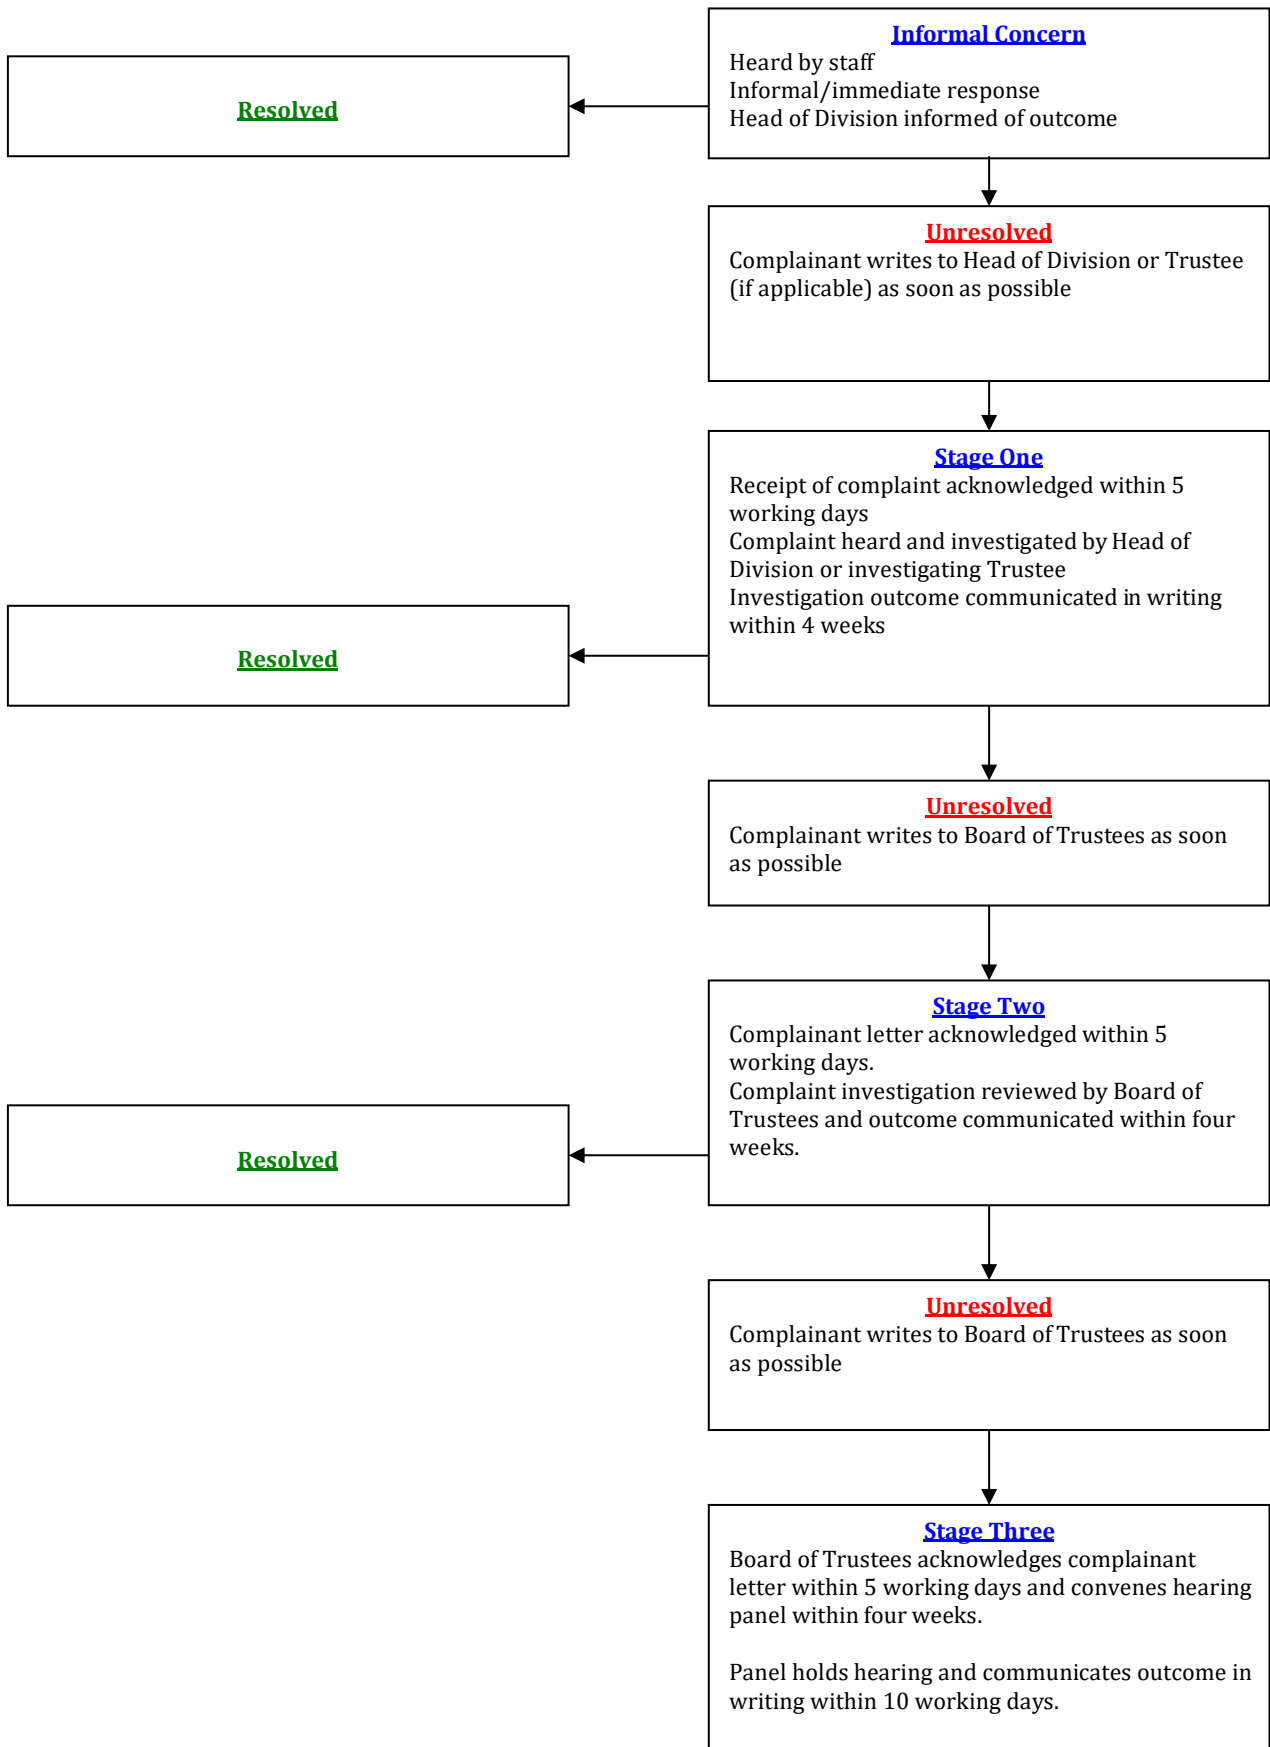 Informal Concern
Heard by staff
Informal/immediate response
Head of Division informed of outcome
Resolved
Unresolved
Complainant writes to Head of Division or Trustee
(if applicable) as soon as possible
Stage One
Receipt of complaint acknowledged within 5
working days
Complaint heard and investigated by Head of
Division or investigating Trustee
Investigation outcome communicated in writing
within 4 weeks
Resolved
Unresolved
Complainant writes to Board of Trustees as soon
as possible
Stage Two
Complainant letter acknowledged within 5
working days.
Complaint investigation reviewed by Board of
Trustees and outcome communicated within four
weeks.
Resolved
Unresolved
Complainant writes to Board of Trustees as soon
as possible
Stage Three
Board of Trustees acknowledges complainant
letter within 5 working days and convenes hearing
panel within four weeks.
Panel holds hearing and communicates outcome in
writing within 10 working days.